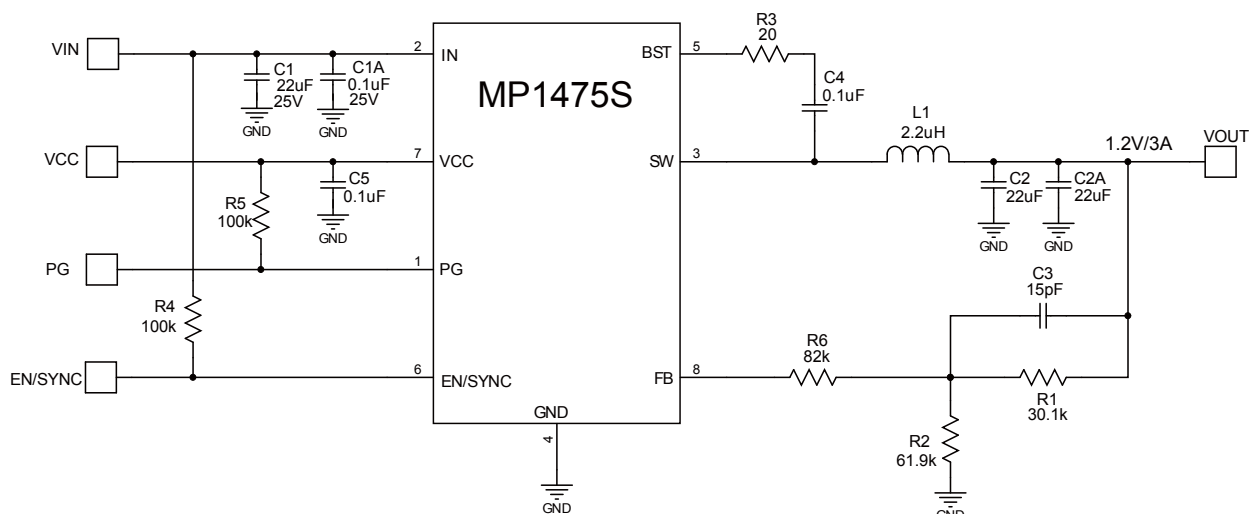 VIN
2
IN
C1
22uF
25V
GND
C1A
0.1uF
25V
GND
VCC
7
VCC
C5
0.1uF
GND
R5
100k
PG
1
PG
R4
100k
EN/SYNC
6
EN/SYNC
MP1475S
GND
4
GND
BST
5
R3
20
C4
0.1uF
SW
3
L1
2.2uH
C2
22uF
GND
C2A
22uF
GND
1.2V/3A
VOUT
C3
15pF
FB
8
R6
82k
R1
30.1k
R2
61.9k
GND